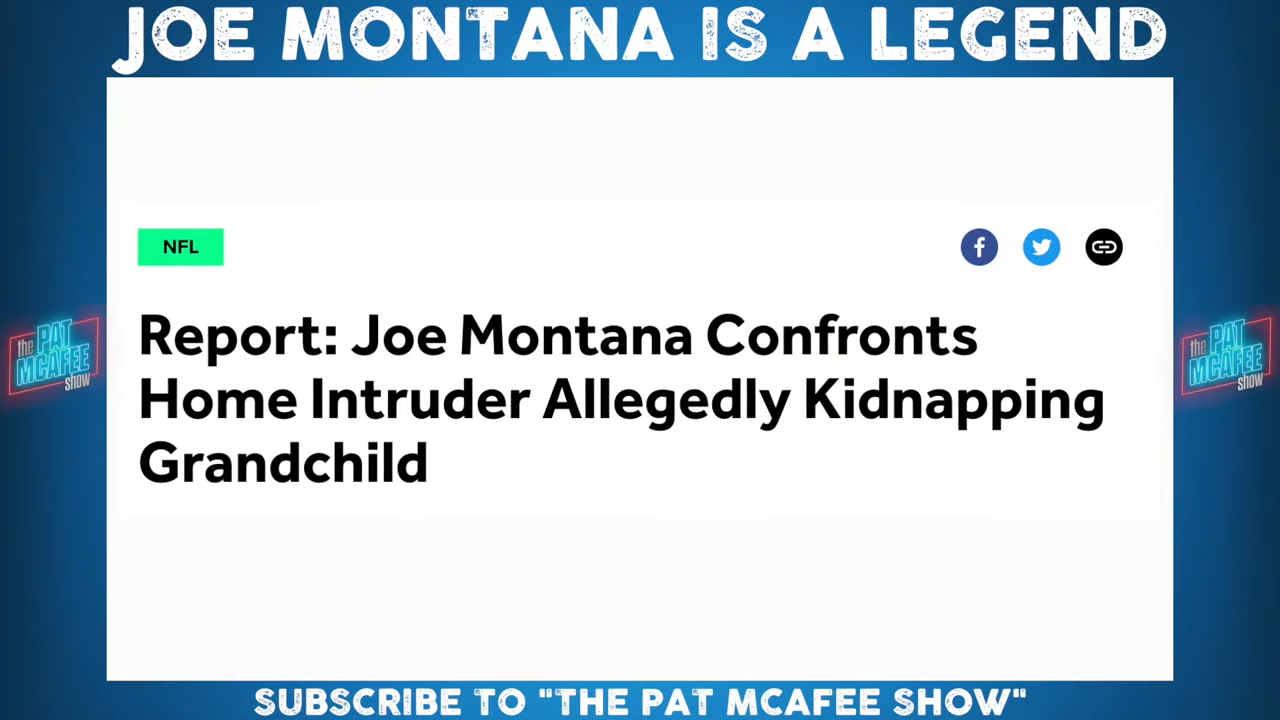 JOE MONTANA IS A LEGEND
NFL
Report: Joe Montana Confronts
Home Intruder Allegedly Kidnapping
Grandchild
the PAT
MCAFEE
show
the PAT
MCAFEE
show
SUBSCRIBE TO "THE PAT MCAFEE SHOW"